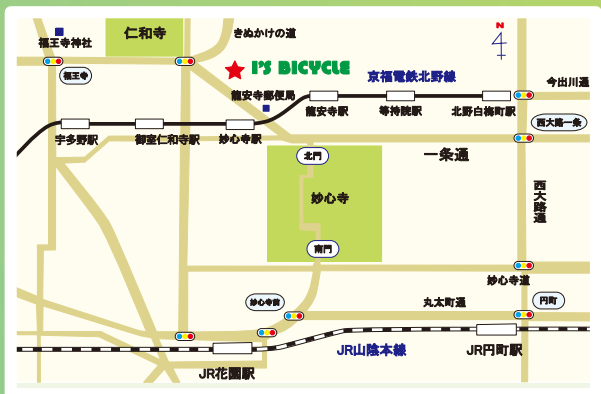 仁和寺
N
福王寺神社
きぬかけの道
福王寺
I'S BICYCLE
京福電鉄北野線
今出川通
龍安寺郵便局
龍安寺駅
等持院駅
北野白梅町駅
西大路一条
宇多野駅
御室仁和寺駅
妙心寺駅
北門
一条通
妙心寺
西大路通
南門
妙心寺道
妙心寺前
丸太町通
円町
JR山陰本線
JR円町駅
JR花園駅